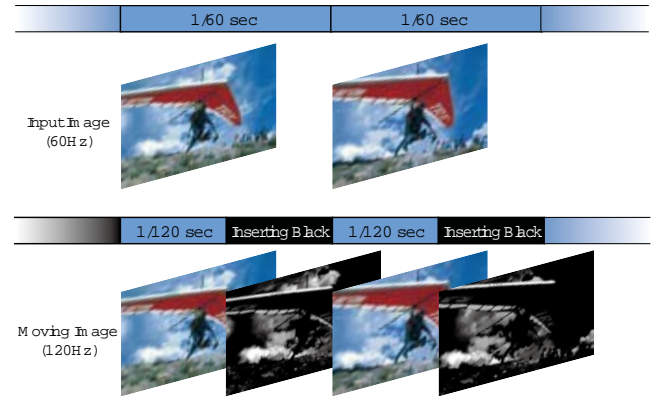 1/60 sec 1/60 sec
Input Image
(60Hz)
1/120 sec Inserting Black 1/120 sec Inserting Black
Moving Image
(120Hz)